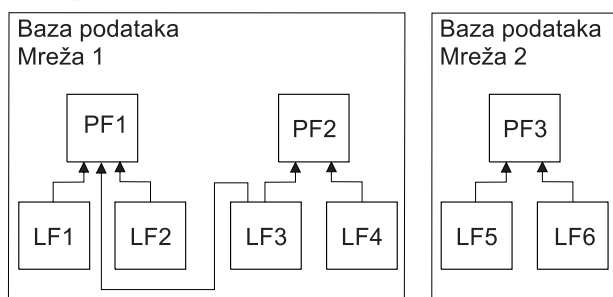 Baza podataka
Mreža 1
PF1
PF2
LF1
LF2
LF3
LF4
Baza podataka
Mreža 2
PF3
LF5
LF6